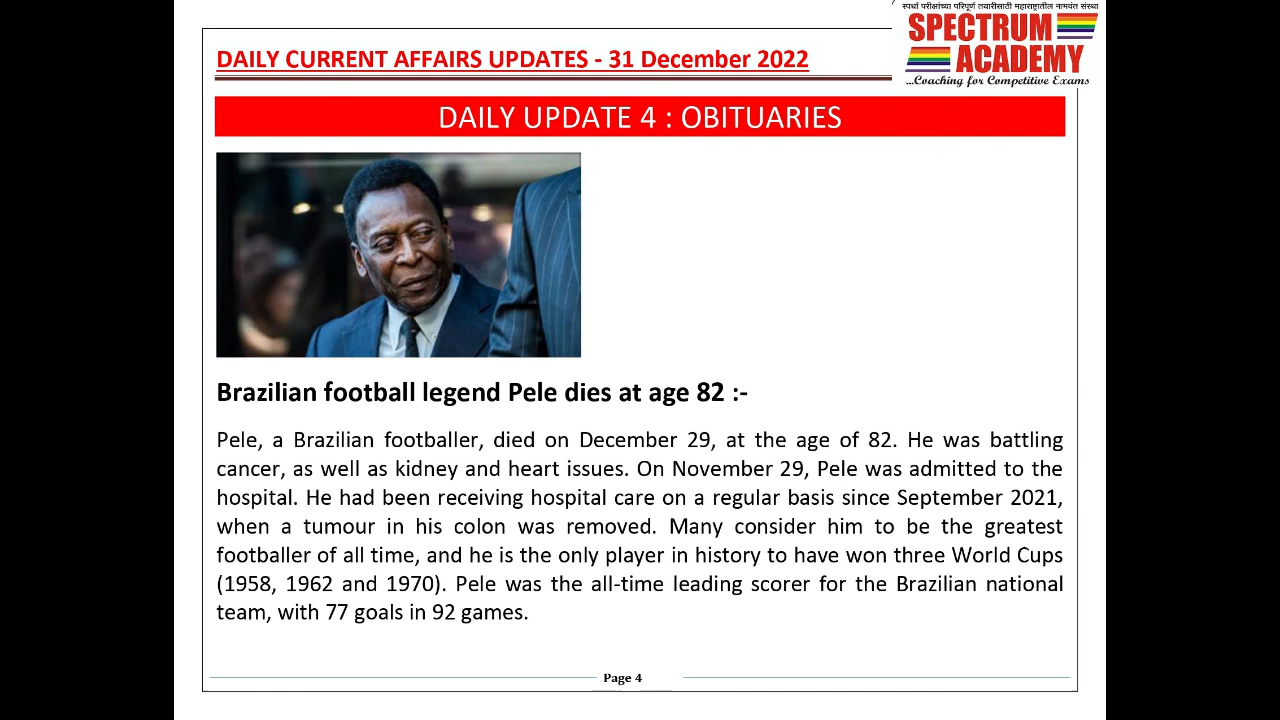 स्पर्धा परीक्षांच्या परिपूर्ण तयारीसाठी महाराष्ट्रातील नामवंत संस्था
SPECTRUM
ACADEMY
...Coaching for Competitive Exams
DAILY CURRENT AFFAIRS UPDATES - 31 December 2022
DAILY UPDATE 4 : OBITUARIES
Brazilian football legend Pele dies at age 82 :-
Pele, a Brazilian footballer, died on December 29, at the age of 82. He was battling
cancer, as well as kidney and heart issues. On November 29, Pele was admitted to the
hospital. He had been receiving hospital care on a regular basis since September 2021,
when a tumour in his colon was removed. Many consider him to be the greatest
footballer of all time, and he is the only player in history to have won three World Cups
(1958, 1962 and 1970). Pele was the all-time leading scorer for the Brazilian national
team, with 77 goals in 92 games.
Page 4